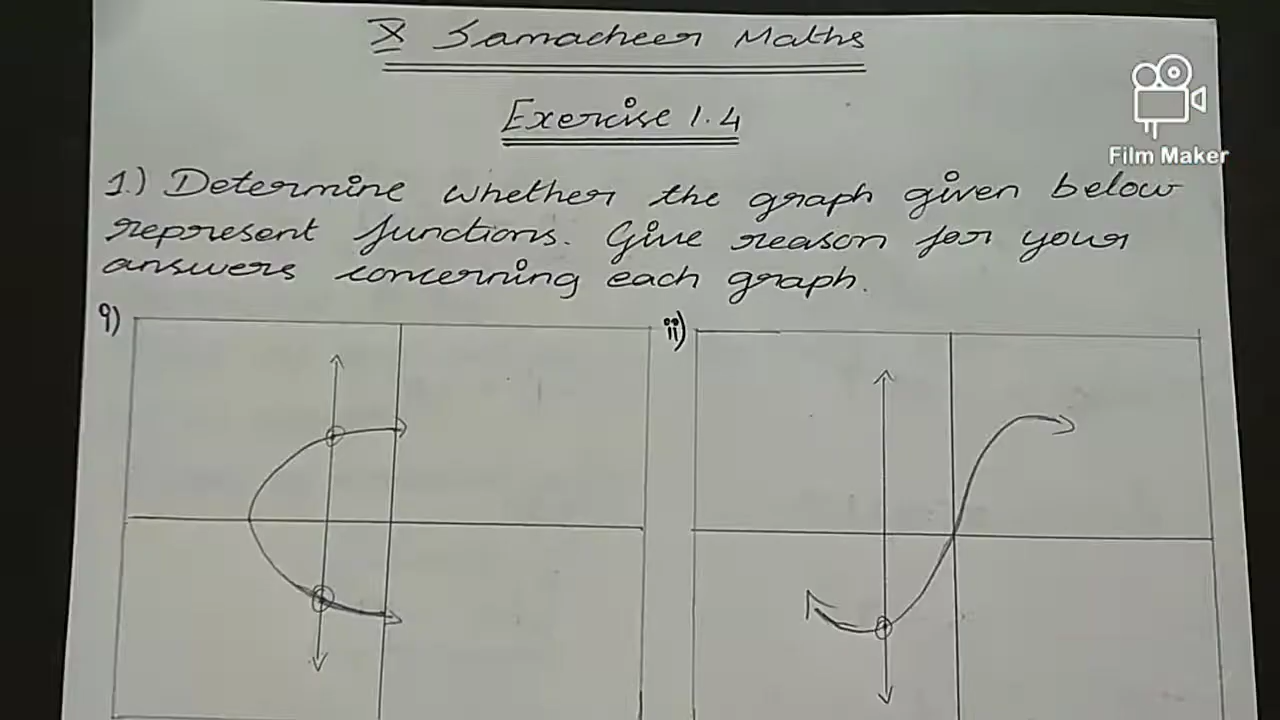 X Samacheer Maths
Film Maker
Exercise 1.4
1.) Determine whether the graph given below
represent functions. Give reason for your
answers concerning each graph.
i)
ii)